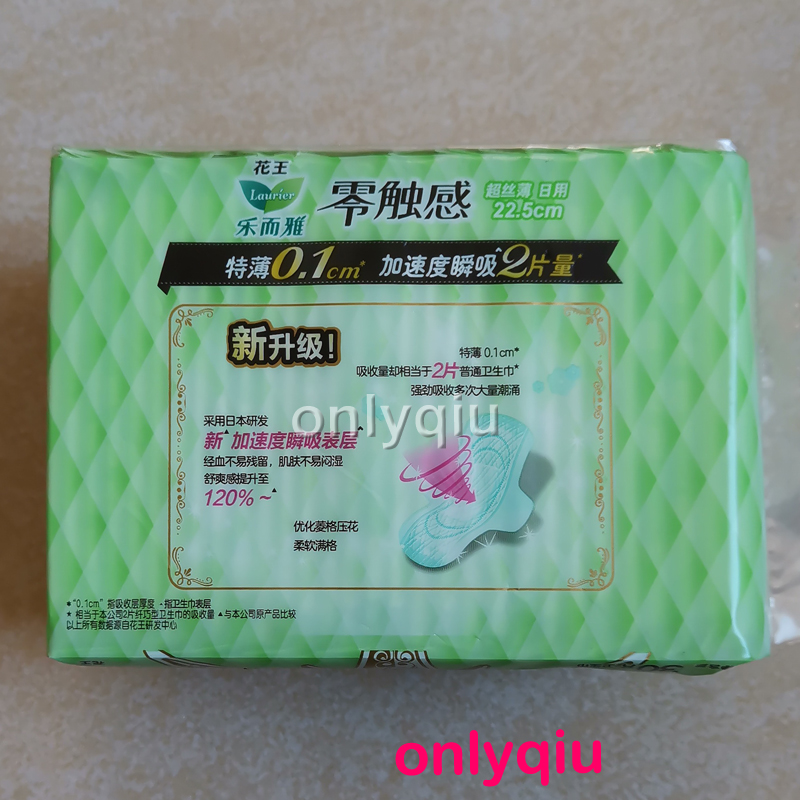 花王
Laurier
乐而雅
零触感
超丝薄 日用
22.5cm
特薄0.1cm* 加速度瞬吸^2片量*
新升级!
特薄 0.1cm*
吸收量却相当于2片普通卫生巾*
强劲吸收多次大量潮涌
采用日本研发
新▲加速度瞬吸表层^
经血不易残留,肌肤不易闷湿
舒爽感提升至
120%~▲
优化菱格压花
柔软满格
onlyqiu
*“0.1cm”指吸收层厚度 ·指卫生巾表层
* 相当于本公司2片纤巧型卫生巾的吸收量 ▲与本公司原产品比较
以上所有数据源自花王研发中心
花王
onlyqiu